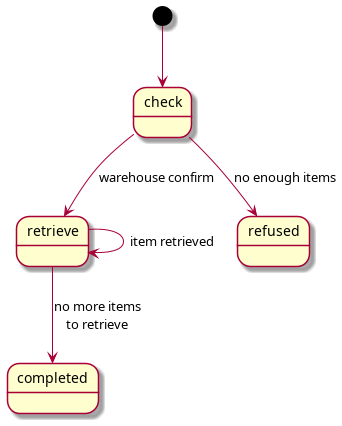 check
warehouse confirm
no enough items
retrieve
item retrieved
refused
no more items
to retrieve
completed